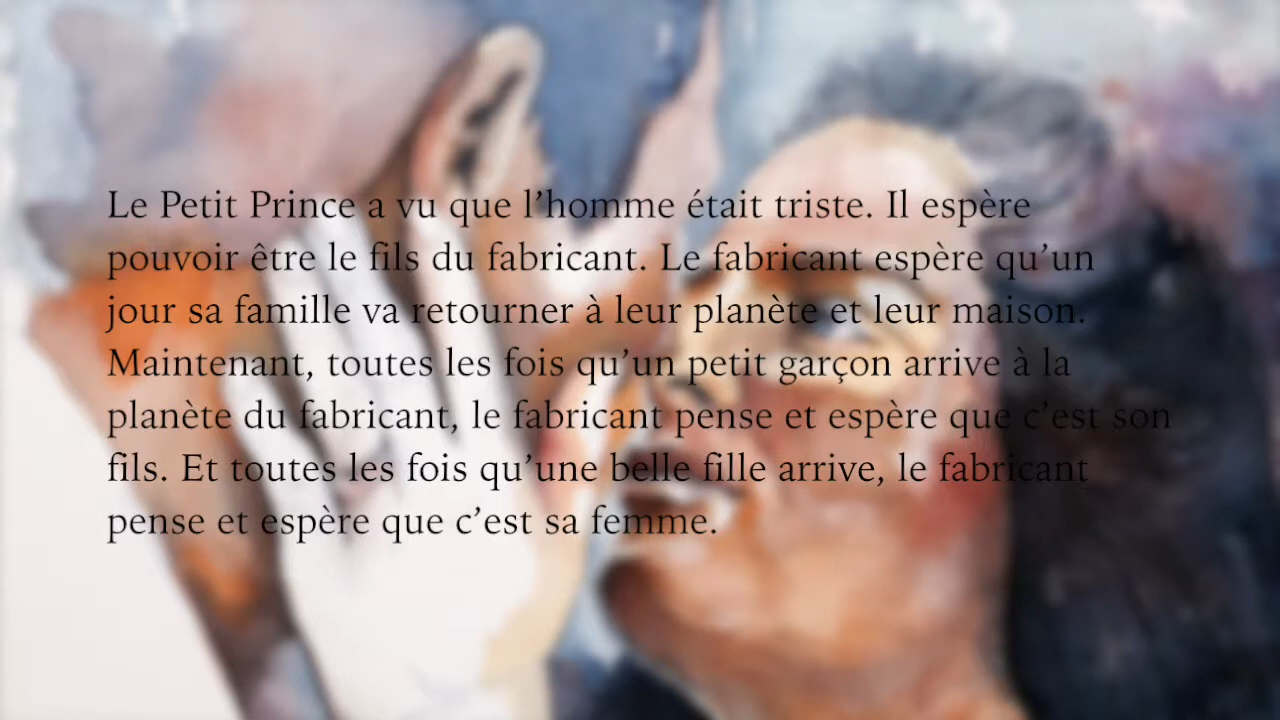 Le Petit Prince a vu que l’homme était triste. Il espère
pouvoir être le fils du fabricant. Le fabricant espère qu’un
jour sa famille va retourner à leur planète et leur maison.
Maintenant, toutes les fois qu’un petit garçon arrive à la
planète du fabricant, le fabricant pense et espère que c’est son
fils. Et toutes les fois qu’une belle fille arrive, le fabricant
pense et espère que c’est sa femme.